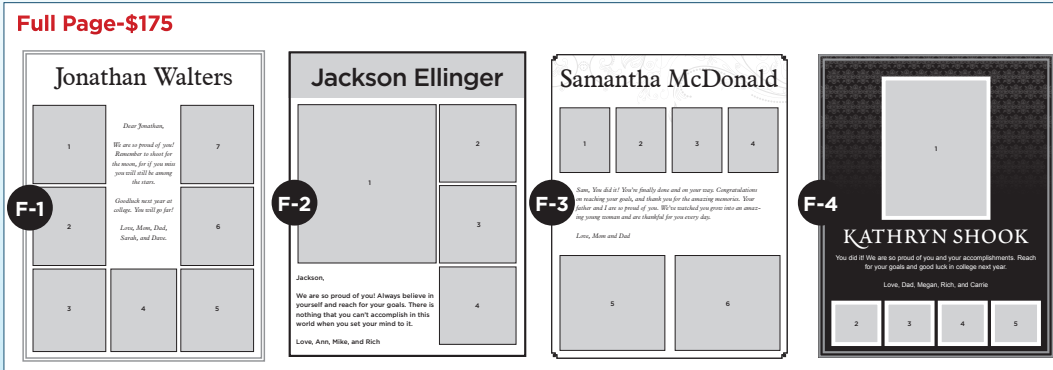 Full Page-$175
Jonathan Walters
1
Dear Jonathan,
We are so proud of you!
Remember to shoot for
the moon, for if you miss
you will still be among
the stars.
Goodluck next year at
college. You will go far!
Love, Mom, Dad,
Sarah, and Dave.
7
F-1
2
6
3
4
5
Jackson Ellinger
1
2
3
F-2
Jackson,
We are so proud of you! Always believe in
yourself and reach for your goals. There is
nothing that you can't accomplish in this
world when you set your mind to it.
Love, Ann, Mike, and Rich
4
Samantha McDonald
1
2
3
4
F-3
Sam, You did it! You're finally done and on your way. Congratulations
on reaching your goals, and thank you for the amazing memories. Your
father and I are so proud of you. We've watched you grow into an amaz-
ing young woman and are thankful for you every day.
Love, Mom and Dad
5
6
1
F-4
KATHRYN SHOOK
You did it! We are so proud of you and your accomplishments. Reach
for your goals and good luck in college next year.
Love, Dad, Megan, Rich, and Carrie
2
3
4
5